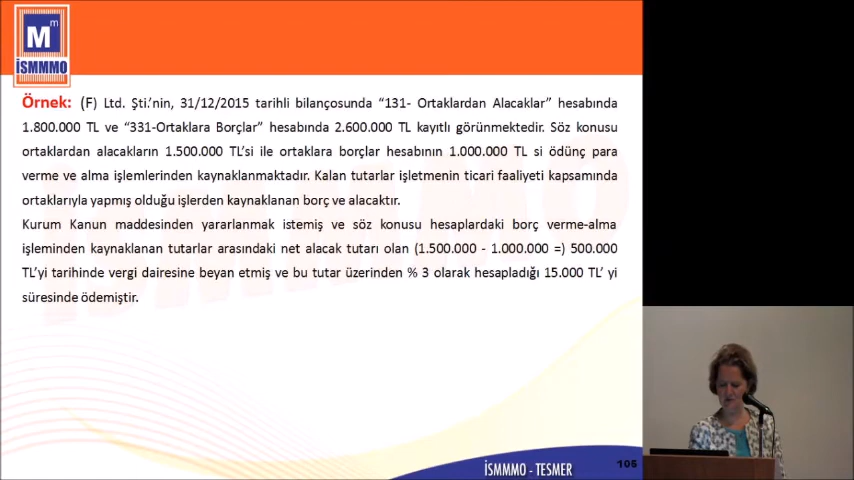 Mm
İSMMMO
Örnek: (F) Ltd. Şti.'nin, 31/12/2015 tarihli bilançosunda "131- Ortaklardan Alacaklar" hesabında
1.800.000 TL ve "331-Ortaklara Borçlar" hesabında 2.600.000 TL kayıtlı görünmektedir. Söz konusu
ortaklardan alacakların 1.500.000 TL'si ile ortaklara borçlar hesabının 1.000.000 TL si ödünç para
verme ve alma işlemlerinden kaynaklanmaktadır. Kalan tutarlar işletmenin ticari faaliyeti kapsamında
ortaklarıyla yapmış olduğu işlerden kaynaklanan borç ve alacaktır.
Kurum Kanun maddesinden yararlanmak istemiş ve söz konusu hesaplardaki borç verme-alma
işleminden kaynaklanan tutarlar arasındaki net alacak tutarı olan (1.500.000 - 1.000.000 =) 500.000
TL'yi tarihinde vergi dairesine beyan etmiş ve bu tutar üzerinden % 3 olarak hesapladığı 15.000 TL' yi
süresinde ödemiştir.
İSMMMO - TESMER
105